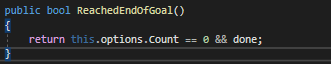 public bool ReachedEndOfGoal()
{
return this.options.Count == 0 && done;
}